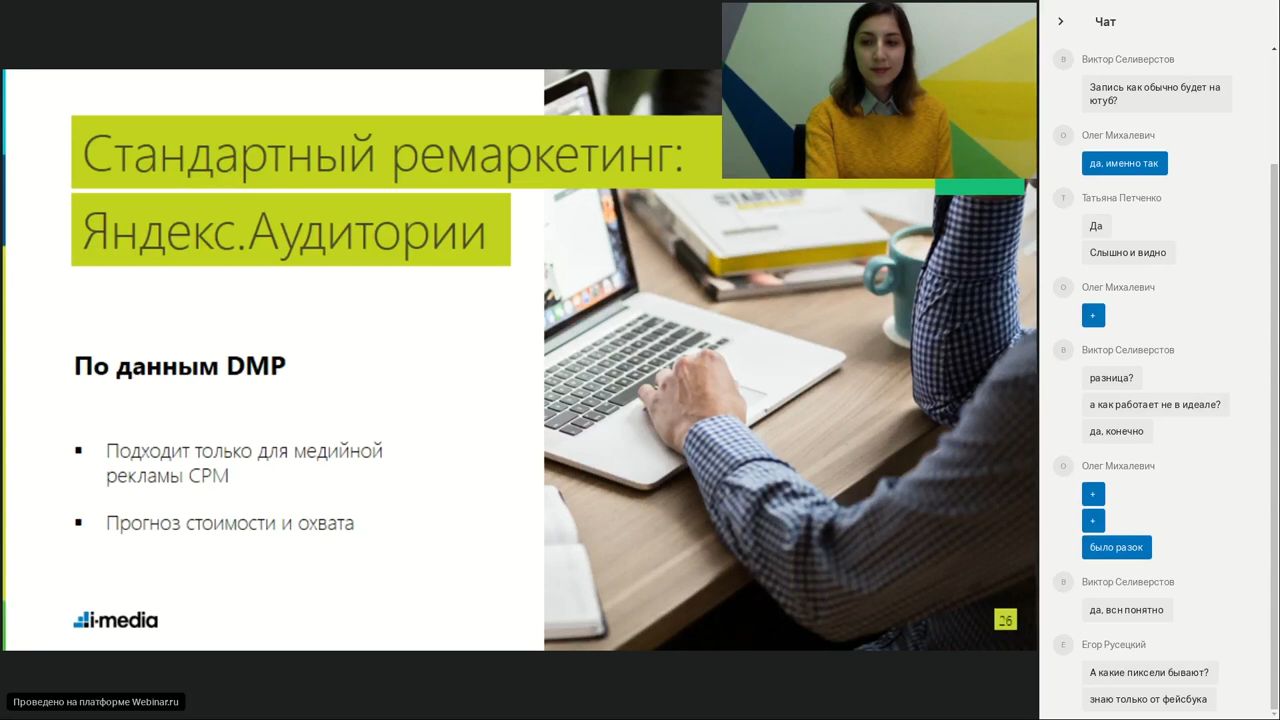 Стандартный ремаркетинг:
Яндекс.Аудитории
По данным DMP
Подходит только для медийной
рекламы CPM
Прогноз стоимости и охвата
i-media
26
Проведено на платформе Webinar.ru
Чат
В
Виктор Селиверстов
Запись как обычно будет на
ютуб?
О
Олег Михалевич
да, именно так
Т
Татьяна Петченко
Да
Слышно и видно
О
Олег Михалевич
+
В
Виктор Селиверстов
разница?
а как работает не в идеале?
да, конечно
О
Олег Михалевич
+
+
было разок
В
Виктор Селиверстов
да, всн понятно
Е
Егор Русецкий
А какие пиксели бывают?
знаю только от фейсбука